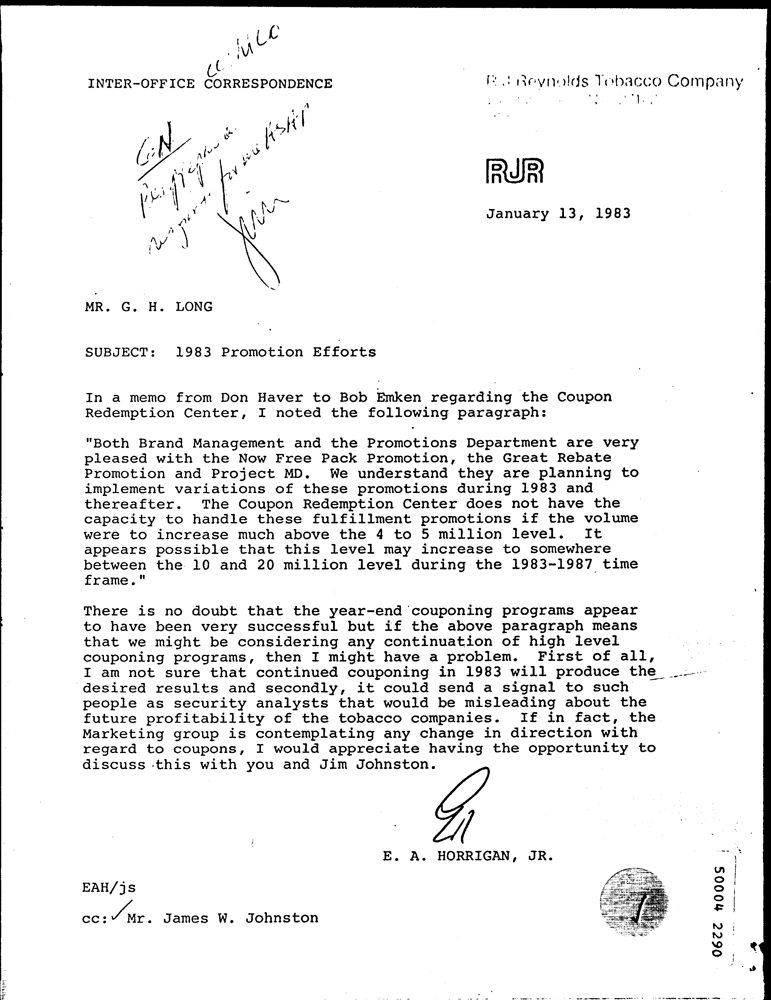 cc: MCC
INTER-OFFICE CORRESPONDENCE
R.J.Reynolds Tobacco Company
for me ASAP
Jim
RJR
January 13, 1983
MR. G. H. LONG
SUBJECT: 1983 Promotion Efforts
In a memo from Don Haver to Bob Emken regarding the Coupon
Redemption Center, I noted the following paragraph:
"Both Brand Management and the Promotions Department are very
pleased with the Now Free Pack Promotion, the Great Rebate
Promotion and Project MD. We understand they are planning to
implement variations of these promotions during 1983 and
thereafter. The Coupon Redemption Center does not have the
capacity to handle these fulfillment promotions if the volume
were to increase much above the 4 to 5 million level. It
appears possible that this level may increase to somewhere
between the 10 and 20 million level during the 1983-1987 time
frame."
There is no doubt that the year-end couponing programs appear
to have been very successful but if the above paragraph means
that we might be considering any continuation of high level
couponing programs, then I might have a problem. First of all,
I am not sure that continued couponing in 1983 will produce the
desired results and secondly, it could send a signal to such
people as security analysts that would be misleading about the
future profitability of the tobacco companies. If in fact, the
Marketing group is contemplating any change in direction with
regard to coupons, I would appreciate having the opportunity to
discuss this with you and Jim Johnston.
E. A. HORRIGAN, JR.
EAH/js
cc: ✓ Mr. James W. Johnston
50004 2290